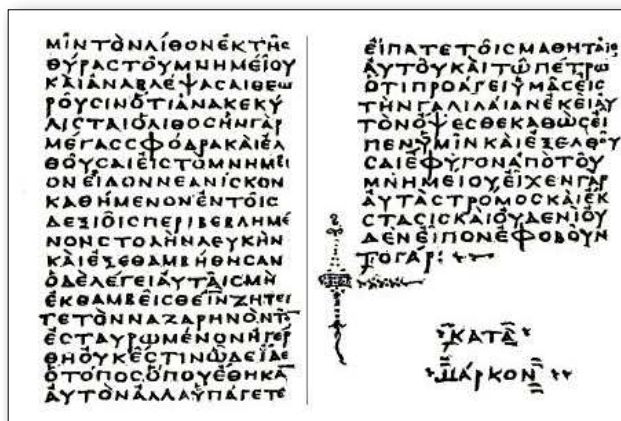 ΜΙΝΤΟΝΛΙΘΟΝΕΚΤΗϹ
ΘΥΡΑϹΤΟΥΜΝΗΜΕΙΟΥ
ΚΑΙΑΝΑΒΛΕΨΑϹΑΙΘΕΩ
ΡΟΥϹΙΝΟΤΙΑΝΑΚΕΚΥ
ΛΙϹΤΑΙΟΛΙΘΟϹΗΝΓΑΡ
ΜΕΓΑϹϹΦΟΔΡΑΚΑΙΕΛ
ΘΟΥϹΑΙΕΙϹΤΟΜΝΗΜΕΙ
ΟΝΕΙΔΟΝΝΕΑΝΙϹΚΟΝ
ΚΑΘΗΜΕΝΟΝΕΝΤΟΙϹ
ΔΕΞΙΟΙϹΠΕΡΙΒΕΒΛΗΜΕ
ΝΟΝϹΤΟΛΗΝΛΕΥΚΗΝ
ΚΑΙΕΞΕΘΑΜΒΗΘΗϹΑΝ
ΟΔΕΛΕΓΕΙΑΥΤΑΙϹΜΗ
ΕΚΘΑΜΒΕΙϹΘΕΙΝΖΗΤΕΙ
ΤΕΤΟΝΝΑΖΑΡΗΝΟΝΤΟ̅
ΕϹΤΑΥΡΩΜΕΝΟΝΗΓΕΡ
ΘΗΟΥΚΕϹΤΙΝΩΔΕΙΔΕ
ΟΤΟΠΟϹΟΠΟΥΕΘΗΚΑ̅
ΑΥΤΟΝΑΛΛΑΥΠΑΓΕΤΕ
ΕΙΠΑΤΕΤΟΙϹΜΑΘΗΤΑΙϹ
ΑΥΤΟΥΚΑΙΤΩΠΕΤΡΩ
ΟΤΙΠΡΟΑΓΕΙΥΜΑϹΕΙϹ
ΤΗΝΓΑΛΙΛΑΙΑΝΕΚΕΙΑΥ
ΤΟΝΟΨΕϹΘΕΚΑΘΩϹΕΙ
ΠΕΝΥΜΙΝΚΑΙΕΞΕΛΘΟΥ
ϹΑΙΕΦΥΓΟΝΑΠΟΤΟΥ
ΜΝΗΜΕΙΟΥΕΙΧΕΝΓΑΡ
ΑΥΤΑϹΤΡΟΜΟϹΚΑΙΕΚ
ϹΤΑϹΙϹΚΑΙΟΥΔΕΝΙΟΥ
ΔΕΝΕΙΠΟΝΕΦΟΒΟΥΝ
ΤΟΓΑΡ:
ΚΑΤΑ
ΜΑΡΚΟΝ